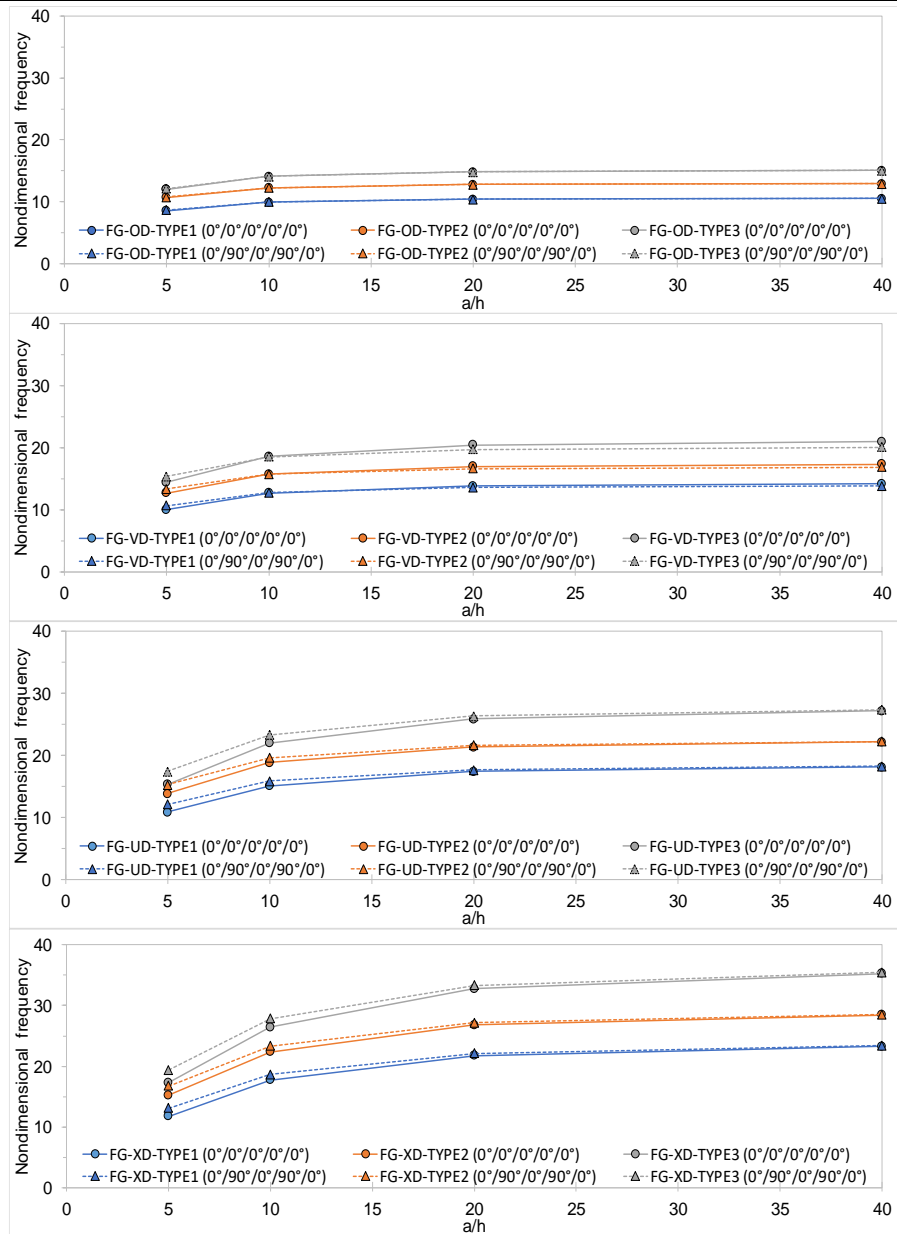 40
30
20
10
0
Nondimensional frequency
FG-OD-TYPE1 (0°/0°/0°/0°/0°) FG-OD-TYPE2 (0°/0°/0°/0°/0°) FG-OD-TYPE3 (0°/0°/0°/0°/0°)
FG-OD-TYPE1 (0°/90°/0°/90°/0°) FG-OD-TYPE2 (0°/90°/0°/90°/0°) FG-OD-TYPE3 (0°/90°/0°/90°/0°)
0 5 10 15 20 25 30 35 40
a/h
40
30
20
10
0
Nondimensional frequency
FG-VD-TYPE1 (0°/0°/0°/0°/0°) FG-VD-TYPE2 (0°/0°/0°/0°/0°) FG-VD-TYPE3 (0°/0°/0°/0°/0°)
FG-VD-TYPE1 (0°/90°/0°/90°/0°) FG-VD-TYPE2 (0°/90°/0°/90°/0°) FG-VD-TYPE3 (0°/90°/0°/90°/0°)
0 5 10 15 20 25 30 35 40
a/h
40
30
20
10
0
Nondimensional frequency
FG-UD-TYPE1 (0°/0°/0°/0°/0°) FG-UD-TYPE2 (0°/0°/0°/0°/0°) FG-UD-TYPE3 (0°/0°/0°/0°/0°)
FG-UD-TYPE1 (0°/90°/0°/90°/0°) FG-UD-TYPE2 (0°/90°/0°/90°/0°) FG-UD-TYPE3 (0°/90°/0°/90°/0°)
0 5 10 15 20 25 30 35 40
a/h
40
30
20
10
0
Nondimensional frequency
FG-XD-TYPE1 (0°/0°/0°/0°/0°) FG-XD-TYPE2 (0°/0°/0°/0°/0°) FG-XD-TYPE3 (0°/0°/0°/0°/0°)
FG-XD-TYPE1 (0°/90°/0°/90°/0°) FG-XD-TYPE2 (0°/90°/0°/90°/0°) FG-XD-TYPE3 (0°/90°/0°/90°/0°)
0 5 10 15 20 25 30 35 40
a/h